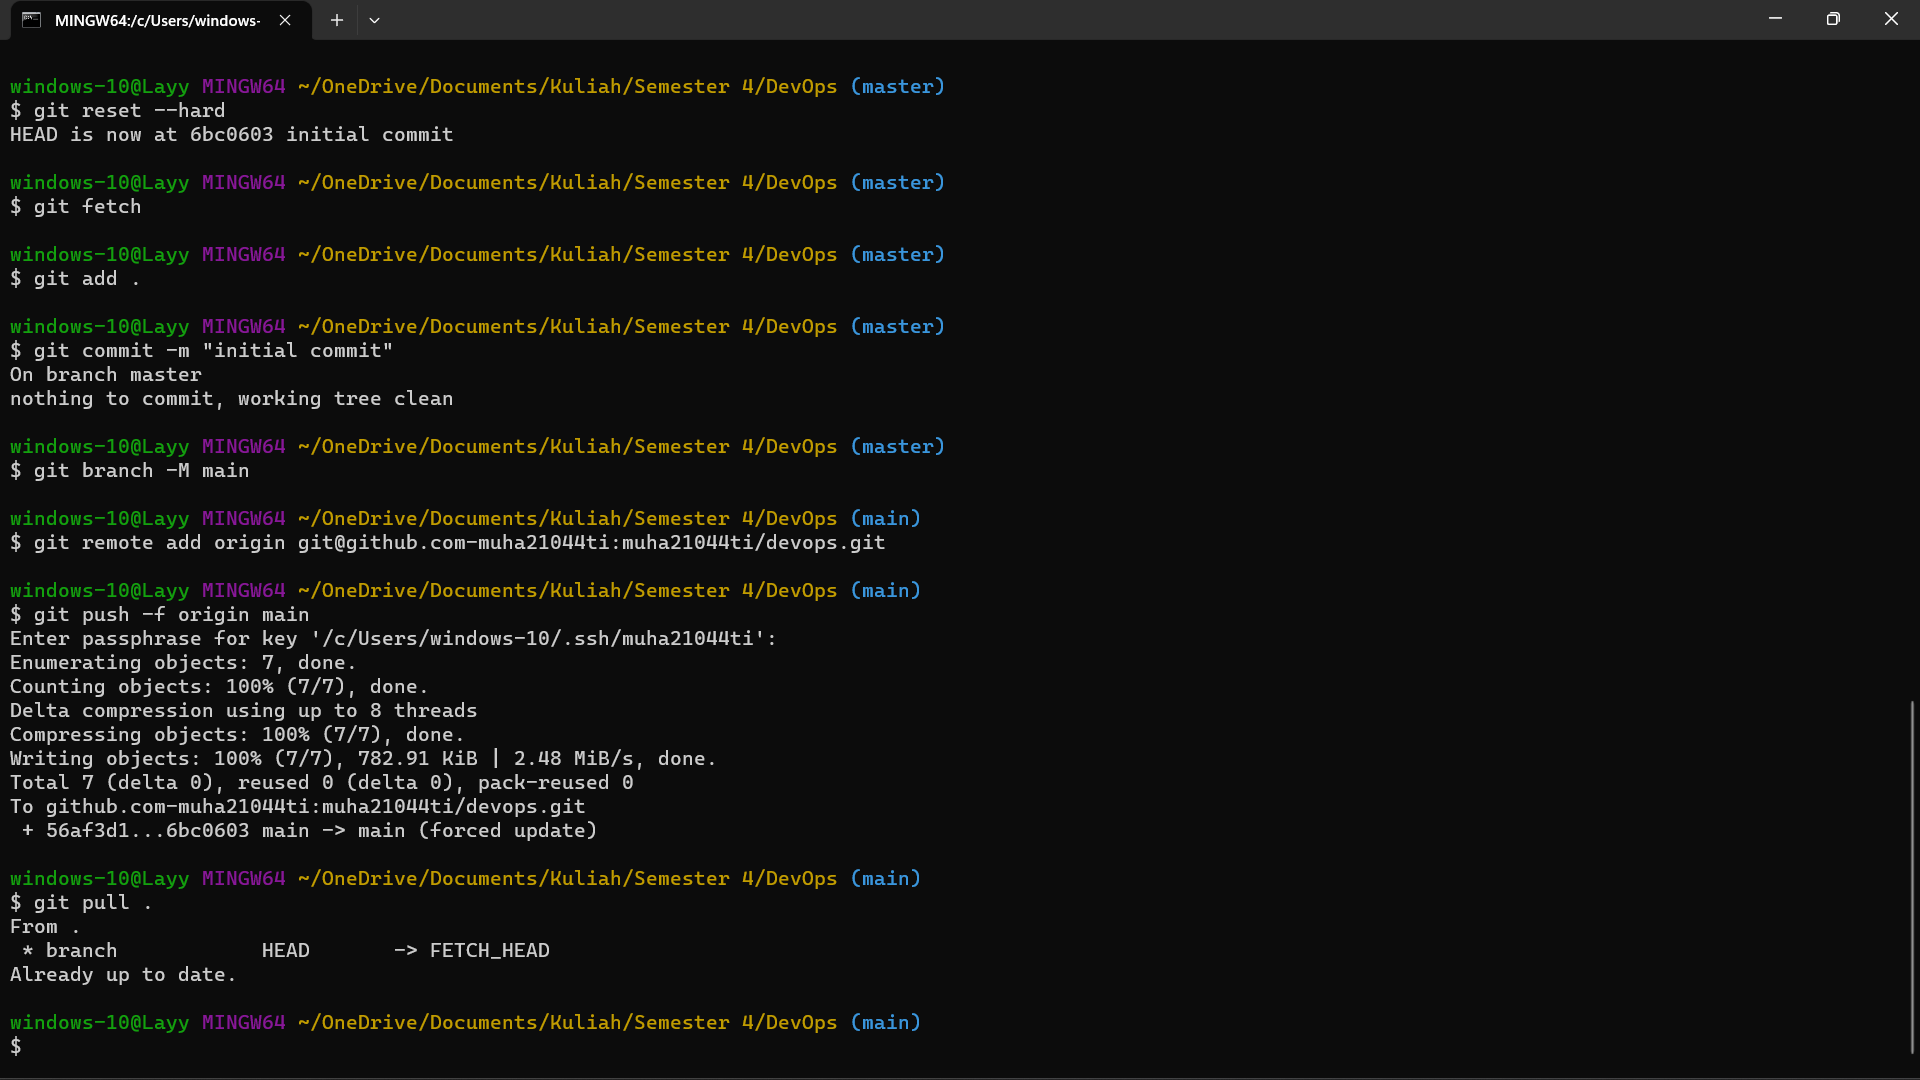 MINGW64:/c/Users/windows-
windows-10@Layy MINGW64 ~/OneDrive/Documents/Kuliah/Semester 4/DevOps (master)
$ git reset --hard
HEAD is now at 6bc0603 initial commit
windows-10@Layy MINGW64 ~/OneDrive/Documents/Kuliah/Semester 4/DevOps (master)
$ git fetch
windows-10@Layy MINGW64 ~/OneDrive/Documents/Kuliah/Semester 4/DevOps (master)
$ git add .
windows-10@Layy MINGW64 ~/OneDrive/Documents/Kuliah/Semester 4/DevOps (master)
$ git commit -m "initial commit"
On branch master
nothing to commit, working tree clean
windows-10@Layy MINGW64 ~/OneDrive/Documents/Kuliah/Semester 4/DevOps (master)
$ git branch -M main
windows-10@Layy MINGW64 ~/OneDrive/Documents/Kuliah/Semester 4/DevOps (main)
$ git remote add origin git@github.com-muha21044ti:muha21044ti/devops.git
windows-10@Layy MINGW64 ~/OneDrive/Documents/Kuliah/Semester 4/DevOps (main)
$ git push -f origin main
Enter passphrase for key '/c/Users/windows-10/.ssh/muha21044ti':
Enumerating objects: 7, done.
Counting objects: 100% (7/7), done.
Delta compression using up to 8 threads
Compressing objects: 100% (7/7), done.
Writing objects: 100% (7/7), 782.91 KiB | 2.48 MiB/s, done.
Total 7 (delta 0), reused 0 (delta 0), pack-reused 0
To github.com-muha21044ti:muha21044ti/devops.git
 + 56af3d1...6bc0603 main -> main (forced update)
windows-10@Layy MINGW64 ~/OneDrive/Documents/Kuliah/Semester 4/DevOps (main)
$ git pull .
From .
 * branch            HEAD       -> FETCH_HEAD
Already up to date.
windows-10@Layy MINGW64 ~/OneDrive/Documents/Kuliah/Semester 4/DevOps (main)
$